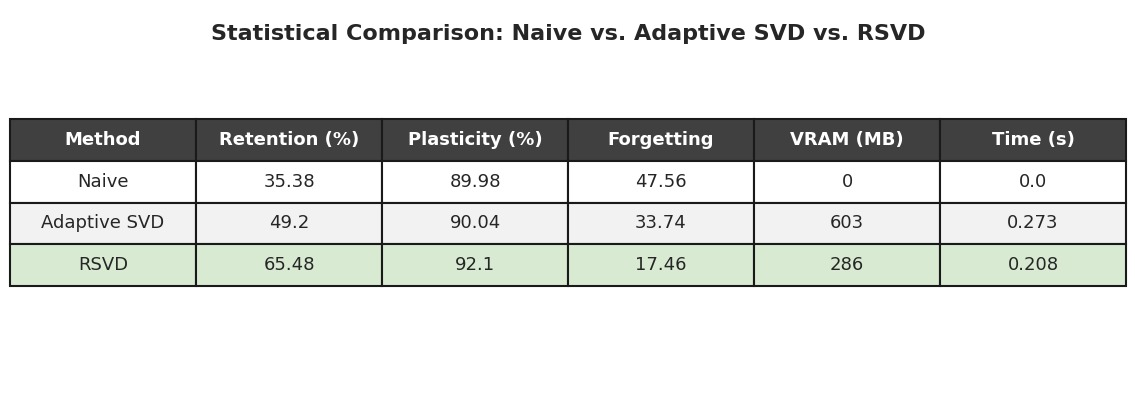 Statistical Comparison: Naive vs. Adaptive SVD vs. RSVD
Method Retention (%) Plasticity (%) Forgetting VRAM (MB) Time (s)
Naive 35.38 89.98 47.56 0 0.0
Adaptive SVD 49.2 90.04 33.74 603 0.273
RSVD 65.48 92.1 17.46 286 0.208